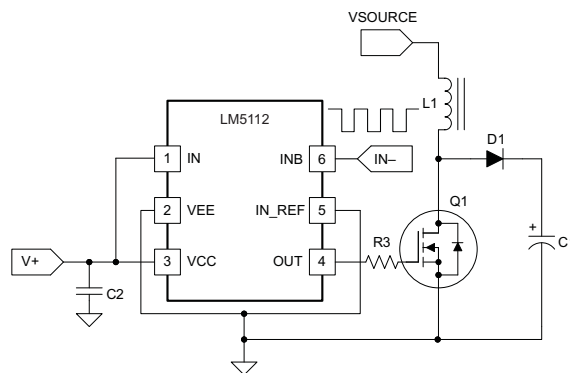 VSOURCE
L1
LM5112
D1
1 IN
INB 6
IN–
2 VEE
IN_REF 5
Q1
+
C
R3
V+
3 VCC
OUT 4
C2